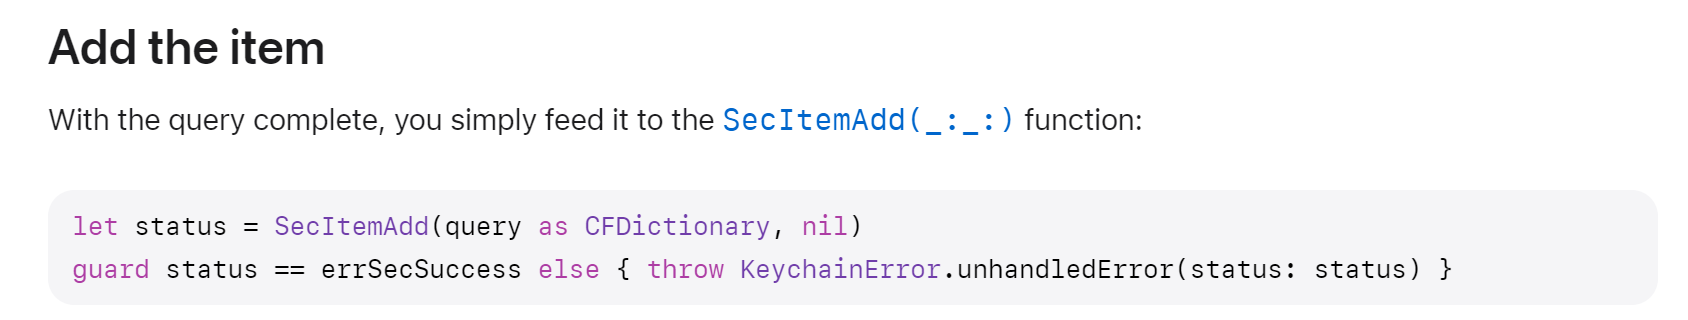 Add the item
With the query complete, you simply feed it to the SecItemAdd(_:_:) function:
let status = SecItemAdd(query as CFDictionary, nil)
guard status == errSecSuccess else { throw KeychainError.unhandledError(status: status) }